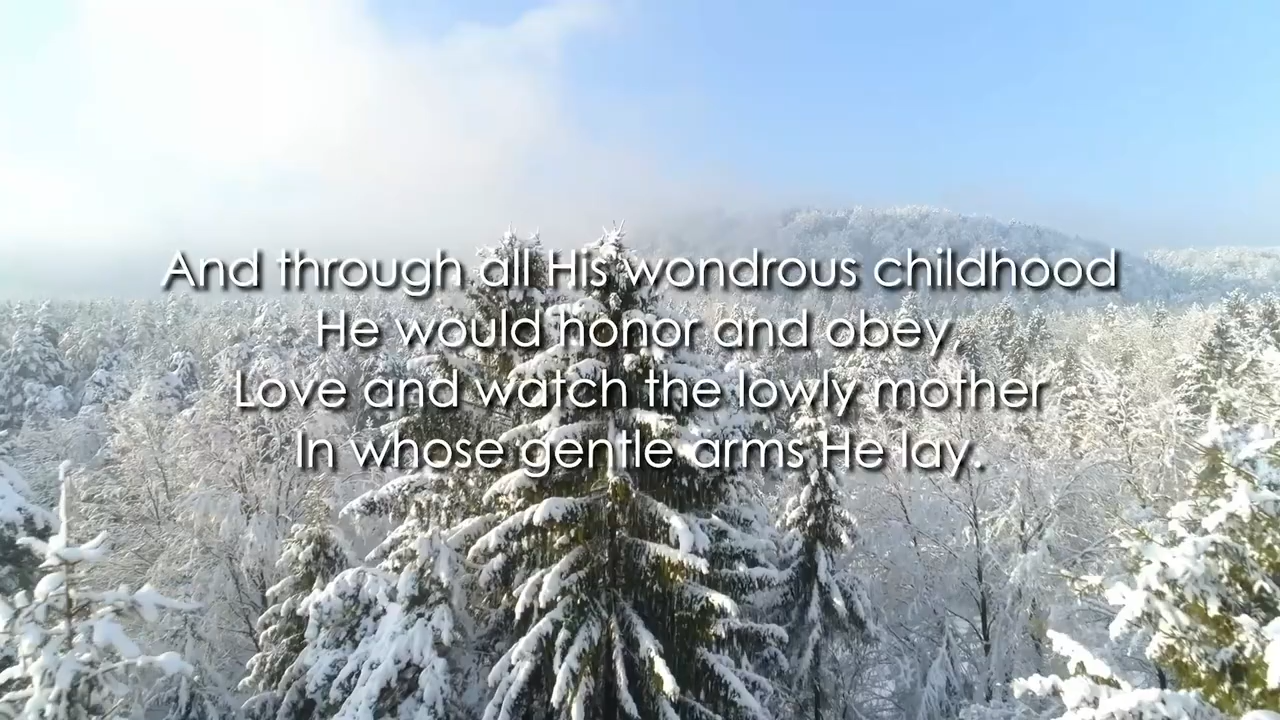 And through all His wondrous childhood
He would honor and obey,
Love and watch the lowly mother
In whose gentle arms He lay.